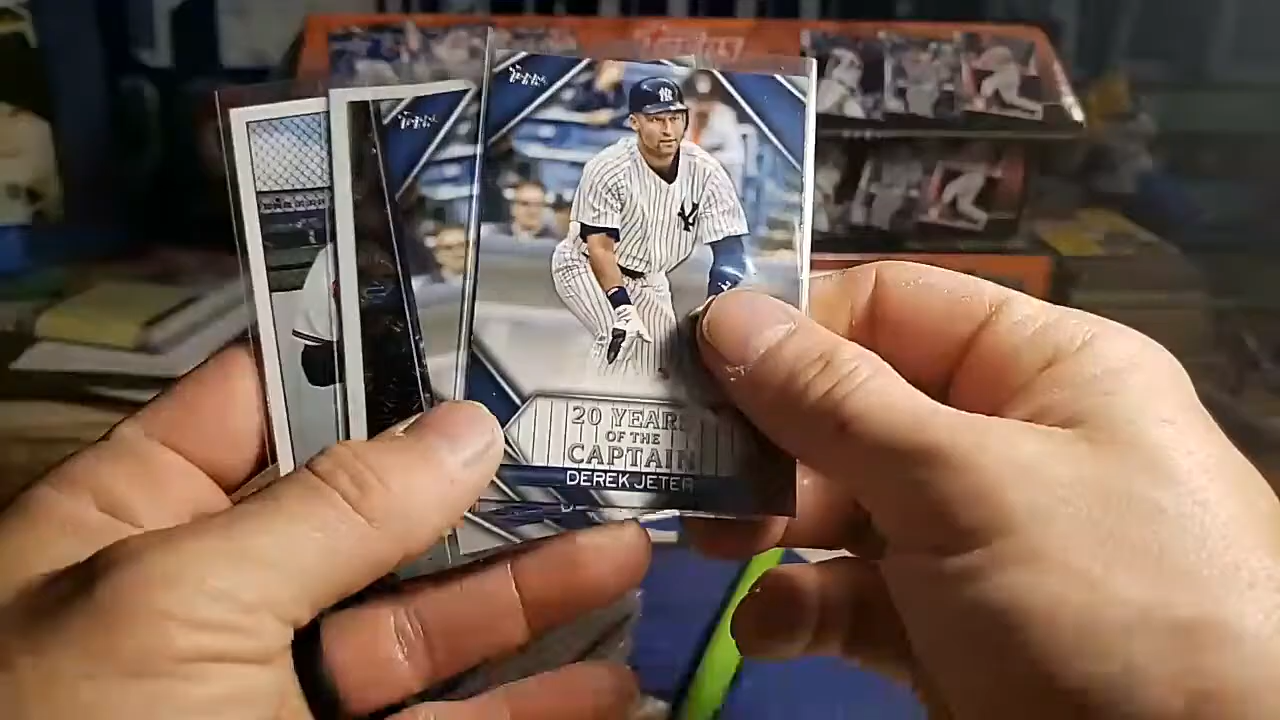 Topps
20 YEARS
OF THE
CAPTAIN
DEREK JETER